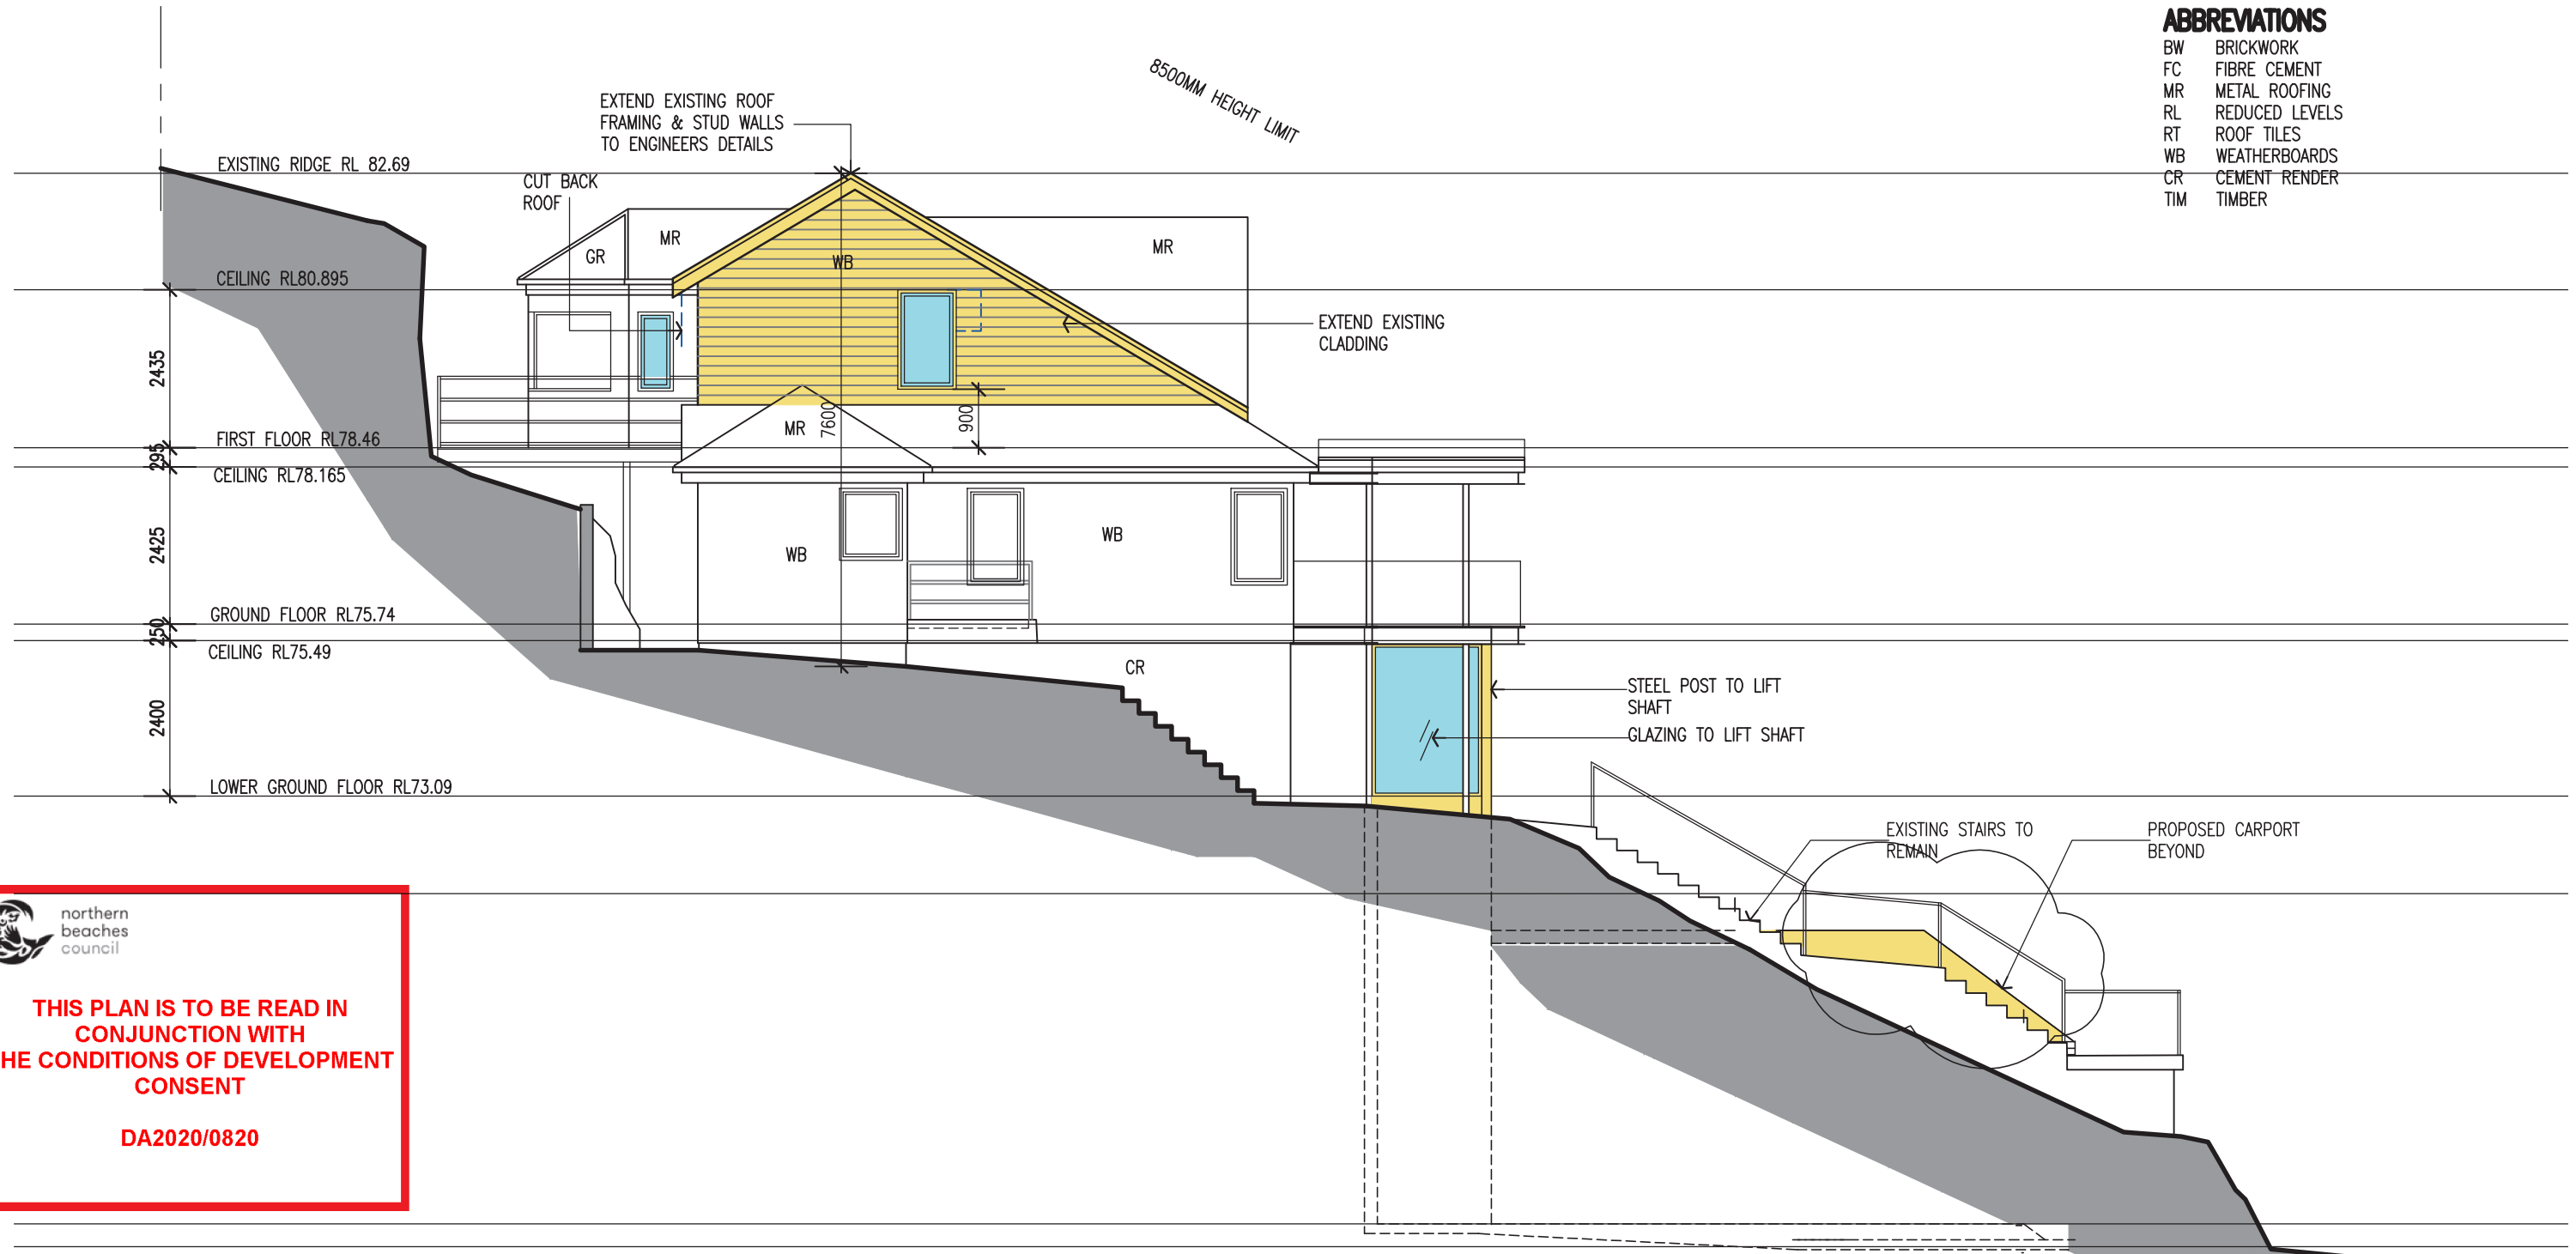 ABBREVIATIONS
BW BRICKWORK
FC FIBRE CEMENT
MR METAL ROOFING
RL REDUCED LEVELS
RT ROOF TILES
WB WEATHERBOARDS
CR CEMENT RENDER
TIM TIMBER
8500MM HEIGHT LIMIT
EXTEND EXISTING ROOF
FRAMING & STUD WALLS
TO ENGINEERS DETAILS
EXISTING RIDGE RL 82.69
CUT BACK
ROOF
MR
GR
MR
WB
CEILING RL80.895
EXTEND EXISTING
CLADDING
2435
7600
900
MR
FIRST FLOOR RL78.46
295
CEILING RL78.165
2425
WB
WB
GROUND FLOOR RL75.74
250
CEILING RL75.49
CR
STEEL POST TO LIFT
SHAFT
GLAZING TO LIFT SHAFT
2400
LOWER GROUND FLOOR RL73.09
EXISTING STAIRS TO
REMAIN
PROPOSED CARPORT
BEYOND
northern
beaches
council
THIS PLAN IS TO BE READ IN
CONJUNCTION WITH
HE CONDITIONS OF DEVELOPMENT
CONSENT
DA2020/0820